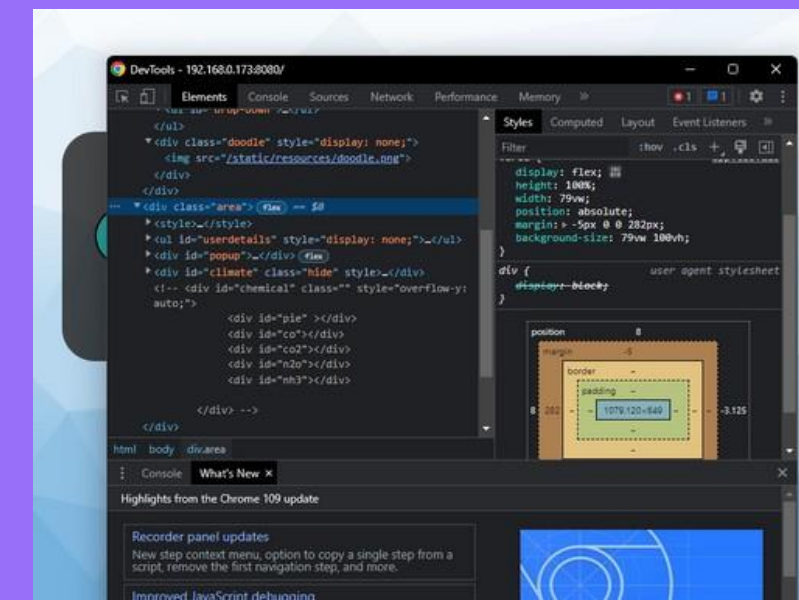 DevTools - 192.168.0.173:8080/
Elements Console Sources Network Performance Memory » 1 1
</ul>
▼<div class="doodle" style="display: none;">
<img src="/static/resources/doodle.png">
</div>
</div>
… ▼<div class="area"> flex == $0
▶<style>…</style>
▶<ul id="userdetails" style="display: none;">…</ul>
▶<div id="popup">…</div> flex
▶<div id="climate" class="hide" style>…</div>
<!-- <div id="chemical" class="" style="overflow-y:
auto;">
<div id="pie" ></div>
<div id="co"></div>
<div id="co2"></div>
<div id="n2o"></div>
<div id="nh3"></div>
</div> -->
</div>
html body div.area
Styles Computed Layout Event Listeners »
Filter :hov .cls +
display: flex;
height: 100%;
width: 79vw;
position: absolute;
margin: ▶ -5px 0 0 282px;
background-size: 79vw 100vh;
}
div { user agent stylesheet
display: block;
}
position 8
margin -5
border -
padding -
8 282 - - 1079.120×649 - - - -3.125
-
-
Console What's New ×
Highlights from the Chrome 109 update
Recorder panel updates
New step context menu, option to copy a single step from a
script, remove the first navigation step, and more.
Improved JavaScript debugging